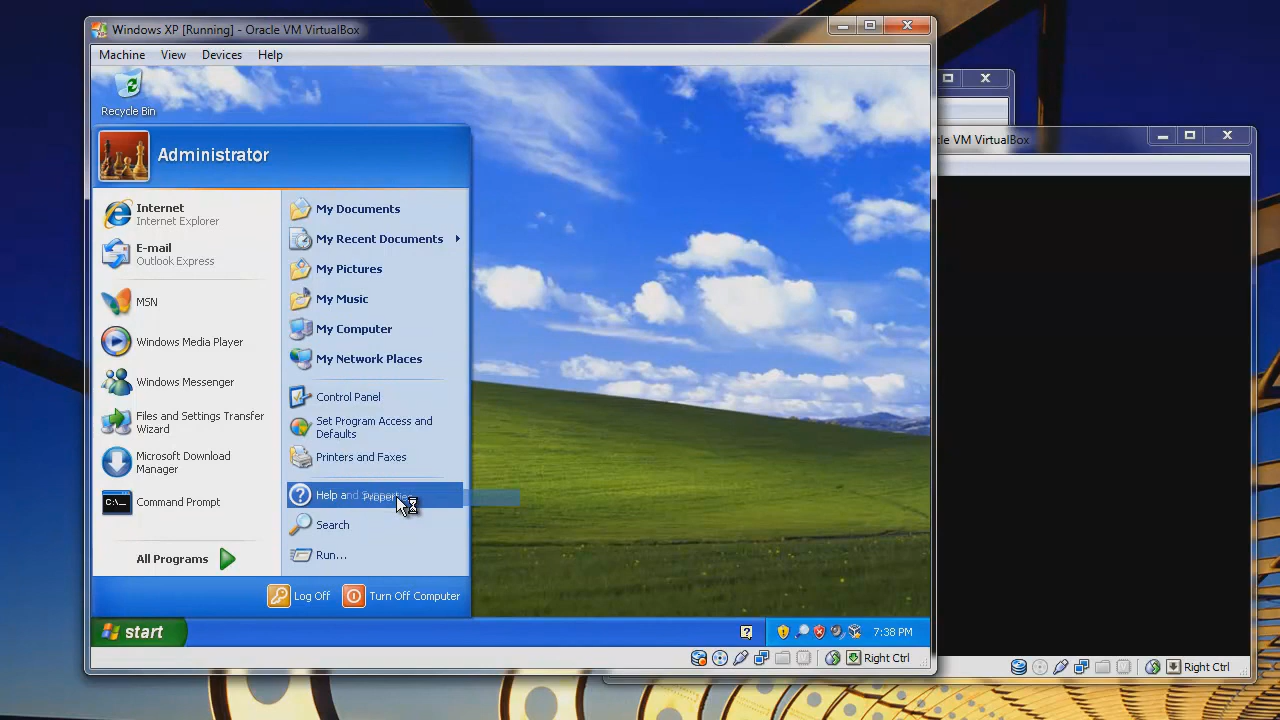 Windows XP [Running] - Oracle VM VirtualBox
Machine View Devices Help
Recycle Bin
Administrator
Internet
Internet Explorer
E-mail
Outlook Express
MSN
Windows Media Player
Windows Messenger
Files and Settings Transfer
Wizard
Microsoft Download
Manager
Command Prompt
All Programs
My Documents
My Recent Documents
My Pictures
My Music
My Computer
My Network Places
Control Panel
Set Program Access and
Defaults
Printers and Faxes
Help and
Properties
Search
Run...
Log Off
Turn Off Computer
start
7:38 PM
Right Ctrl
VM VirtualBox
Right Ctrl